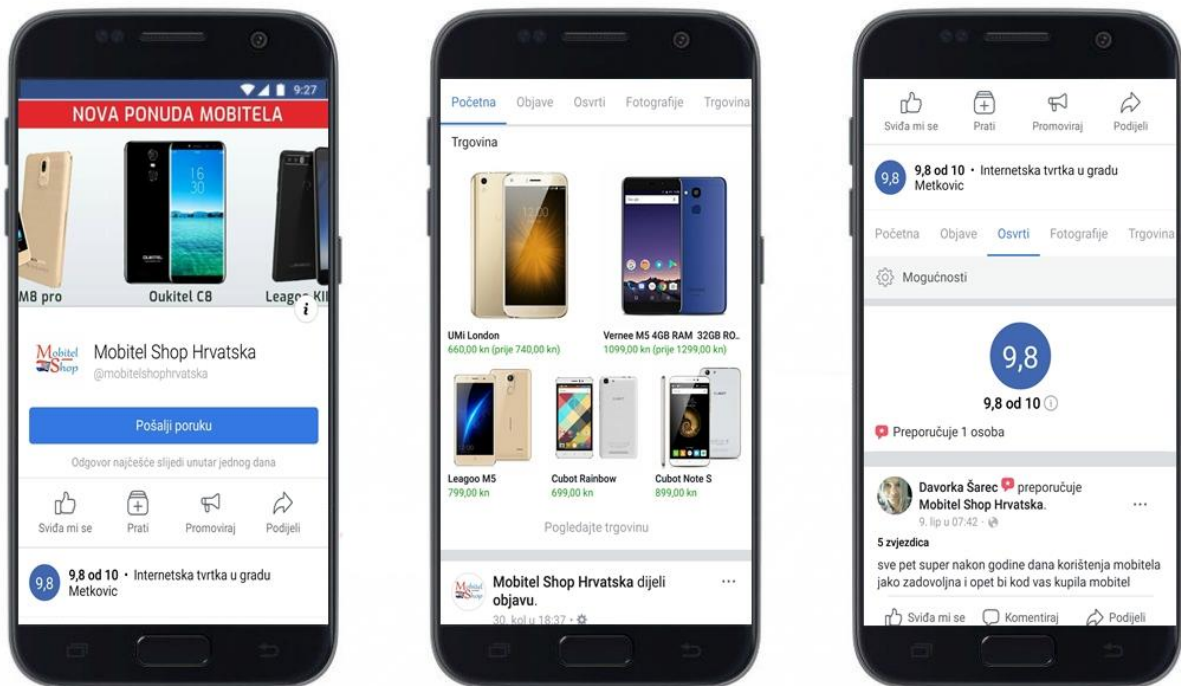 9:27
NOVA PONUDA MOBITELA
16
30
OUKITEL
M8 pro
Oukitel C8
Leagoo KII
i
Mobitel
Shop
Mobitel Shop Hrvatska
@mobitelshophrvatska
Pošalji poruku
Odgovor najčešće slijedi unutar jednog dana
Sviđa mi se
Prati
Promoviraj
Podijeli
9,8
9,8 od 10 • Internetska tvrtka u gradu
Metkovic
Početna Objave Osvrti Fotografije Trgovina
Trgovina
UMi London
660,00 kn (prije 740,00 kn)
Vernee M5 4GB RAM 32GB RO..
1099,00 kn (prije 1299,00 kn)
Leagoo M5
799,00 kn
Cubot Rainbow
699,00 kn
Cubot Note S
899,00 kn
Pogledajte trgovinu
Mobitel
Shop
Mobitel Shop Hrvatska dijeli
objavu.
30. kol u 18:37 •
Sviđa mi se
Prati
Promoviraj
Podijeli
9,8
9,8 od 10 • Internetska tvrtka u gradu
Metkovic
Početna Objave Osvrti Fotografije Trgovina
Mogućnosti
9,8
9,8 od 10 i
Preporučuje 1 osoba
Davorka Šarec preporučuje
Mobitel Shop Hrvatska.
9. lip u 07:42 •
5 zvjezdica
sve pet super nakon godine dana korištenja mobitela
jako zadovoljna i opet bi kod vas kupila mobitel
Sviđa mi se Komentiraj Podijeli